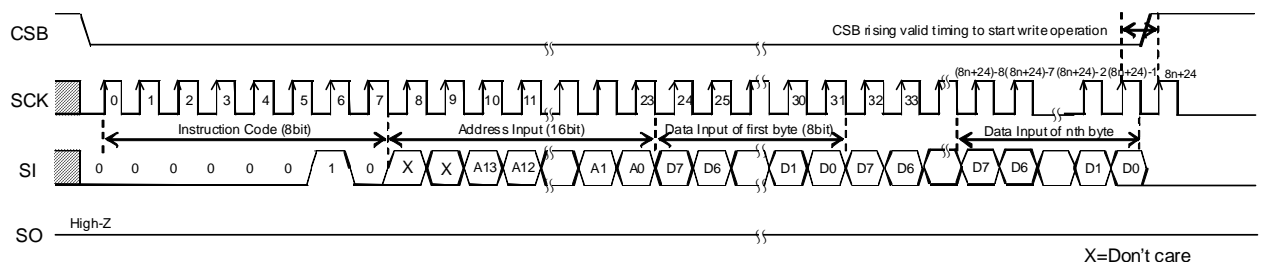 CSB
CSB rising valid timing to start write operation
(8n+24)-8 (8n+24)-7 (8n+24)-2 (8n+24)-1 8n+24
SCK 0 1 2 3 4 5 6 7 8 9 10 11 23 24 25 30 31 32 33
Instruction Code (8bit) Address Input (16bit) Data Input of first byte (8bit) Data Input of nth byte
SI 0 0 0 0 0 0 1 0 X X A13 A12 A1 A0 D7 D6 D1 D0 D7 D6 D7 D6 D1 D0
High-Z
SO
X=Don't care